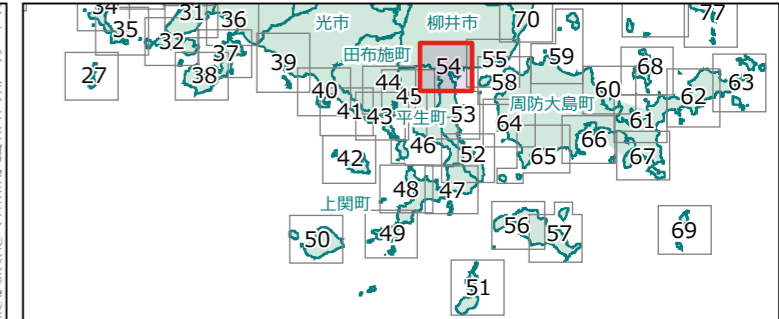 34 31 36 光市 柳井市 70 77
35 32 37 田布施町
27 38 39 54 55 59 68 63
40 44 58 60 62
41 43 45 周防大島町 61
平生町 53 64 66
42 46 52 65 67
48 47
上関町
50 49 56 57 69
51